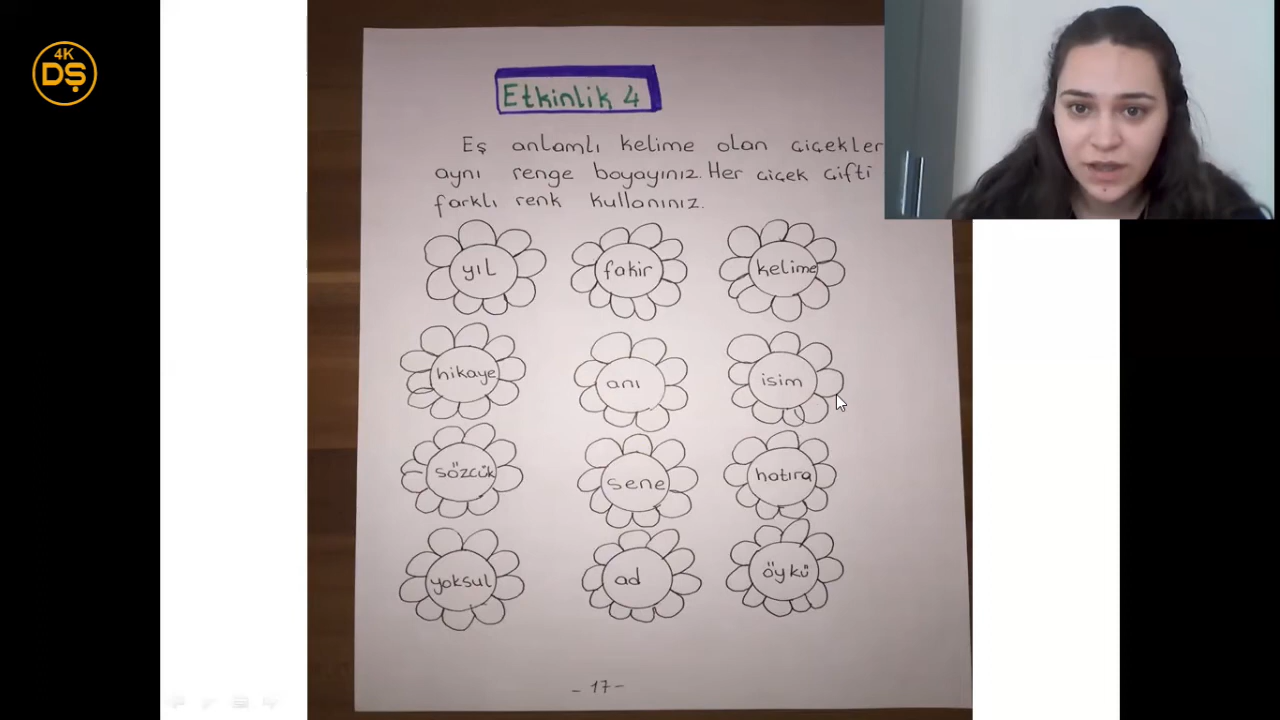 4K
DŞ
Etkinlik 4
Eş anlamlı kelime olan çiçekler
aynı renge boyayınız. Her çiçek çifti
farklı renk kullanınız.
yıl fakir kelime
hikaye anı isim
sözcük sene hatıra
yoksul ad öykü
- 17 -